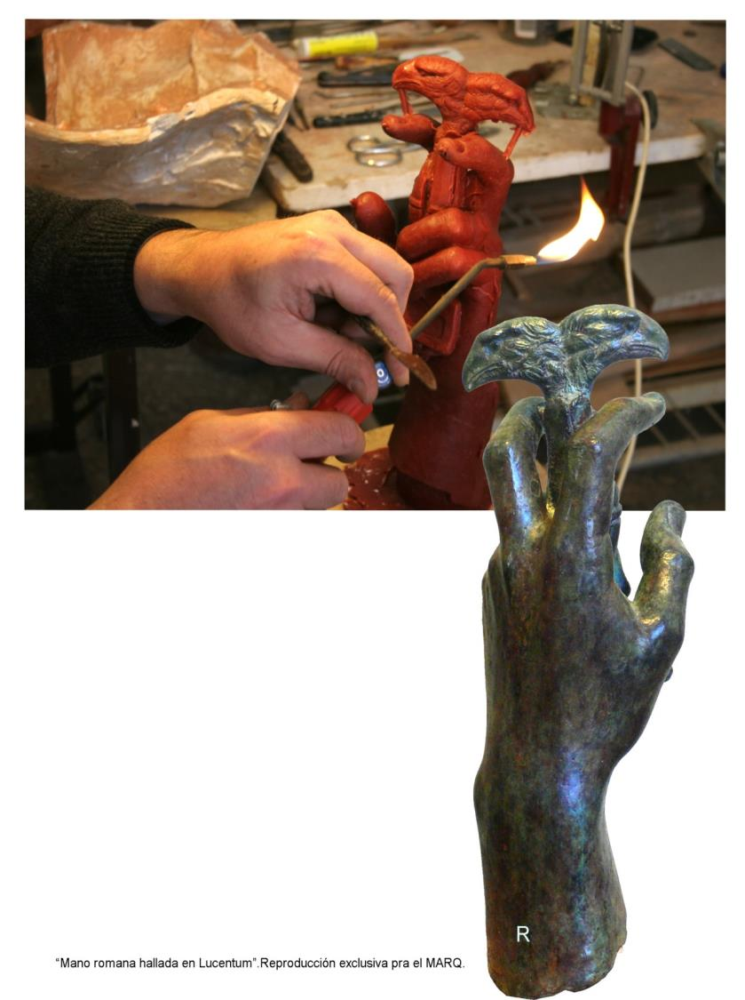 R
“Mano romana hallada en Lucentum”.Reproducción exclusiva pra el MARQ.